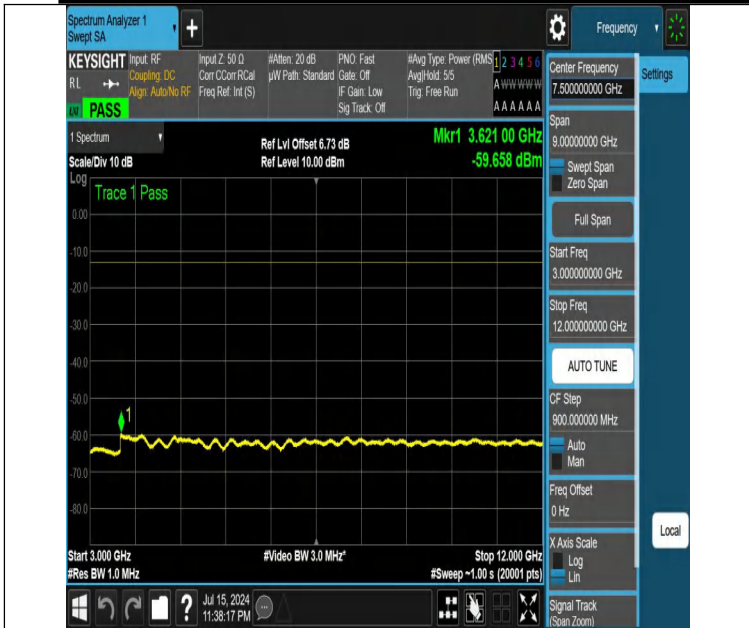 Spectrum Analyzer 1
Swept SA
+
Frequency
KEYSIGHT
RL
LXI
PASS
Input: RF
Coupling: DC
Align: Auto/No RF
Input Z: 50 Ω
Corr CCorr RCal
Freq Ref: Int (S)
#Atten: 20 dB
µW Path: Standard
PNO: Fast
Gate: Off
IF Gain: Low
Sig Track: Off
#Avg Type: Power (RMS
Avg|Hold: 5/5
Trig: Free Run
1 2 3 4 5 6
A W W W W W
A A A A A A
1 Spectrum
Scale/Div 10 dB
Ref Lvl Offset 6.73 dB
Ref Level 10.00 dBm
Mkr1 3.621 00 GHz
-59.658 dBm
Log
Trace 1 Pass
0.00
-10.0
-20.0
-30.0
-40.0
-50.0
-60.0
-70.0
-80.0
1
Start 3.000 GHz
#Res BW 1.0 MHz
#Video BW 3.0 MHz*
Stop 12.000 GHz
#Sweep ~1.00 s (20001 pts)
Jul 15, 2024
11:38:17 PM
Center Frequency
7.500000000 GHz
Settings
Span
9.00000000 GHz
Swept Span
Zero Span
Full Span
Start Freq
3.000000000 GHz
Stop Freq
12.000000000 GHz
AUTO TUNE
CF Step
900.000000 MHz
Auto
Man
Freq Offset
0 Hz
Local
X Axis Scale
Log
Lin
Signal Track
(Span Zoom)